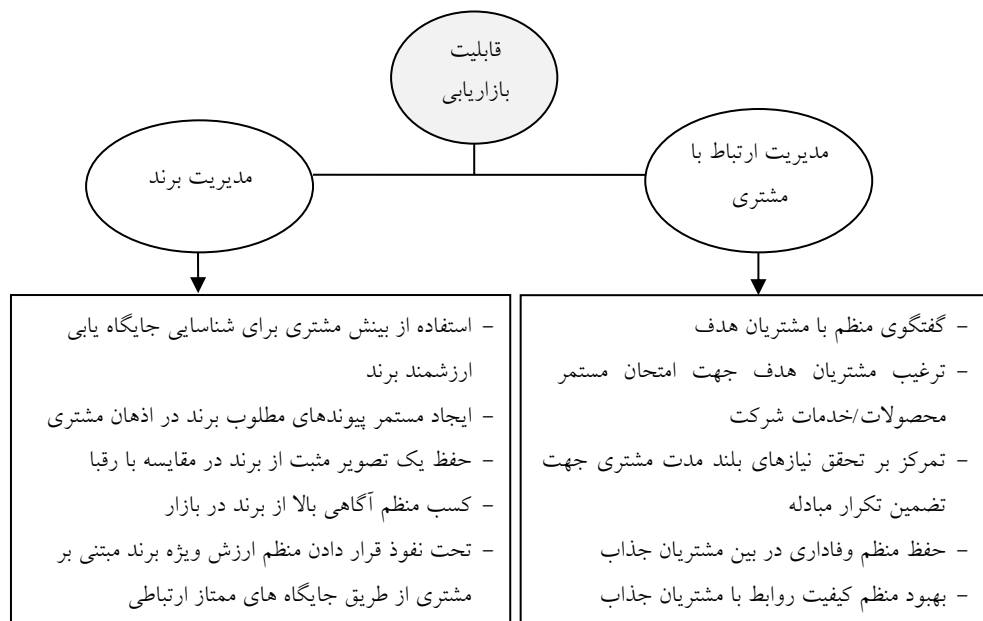 قابلیت
بازاریابی
مدیریت ارتباط با
مشتری
مدیریت برند
- گفتگوی منظم با مشتریان هدف
- ترغیب مشتریان هدف جهت امتحان مستمر
محصولات/خدمات شرکت
- تمرکز بر تحقق نیازهای بلند مدت مشتری جهت
تضمین تکرار مبادله
- حفظ منظم وفاداری در بین مشتریان جذاب
- بهبود منظم کیفیت روابط با مشتریان جذاب
- استفاده از بینش مشتری برای شناسایی جایگاه یابی
ارزشمند برند
- ایجاد مستمر پیوندهای مطلوب برند در اذهان مشتری
- حفظ یک تصویر مثبت از برند در مقایسه با رقبا
- کسب منظم آگاهی بالا از برند در بازار
- تحت نفوذ قرار دادن منظم ارزش ویژه برند مبتنی بر
مشتری از طریق جایگاه های ممتاز ارتباطی